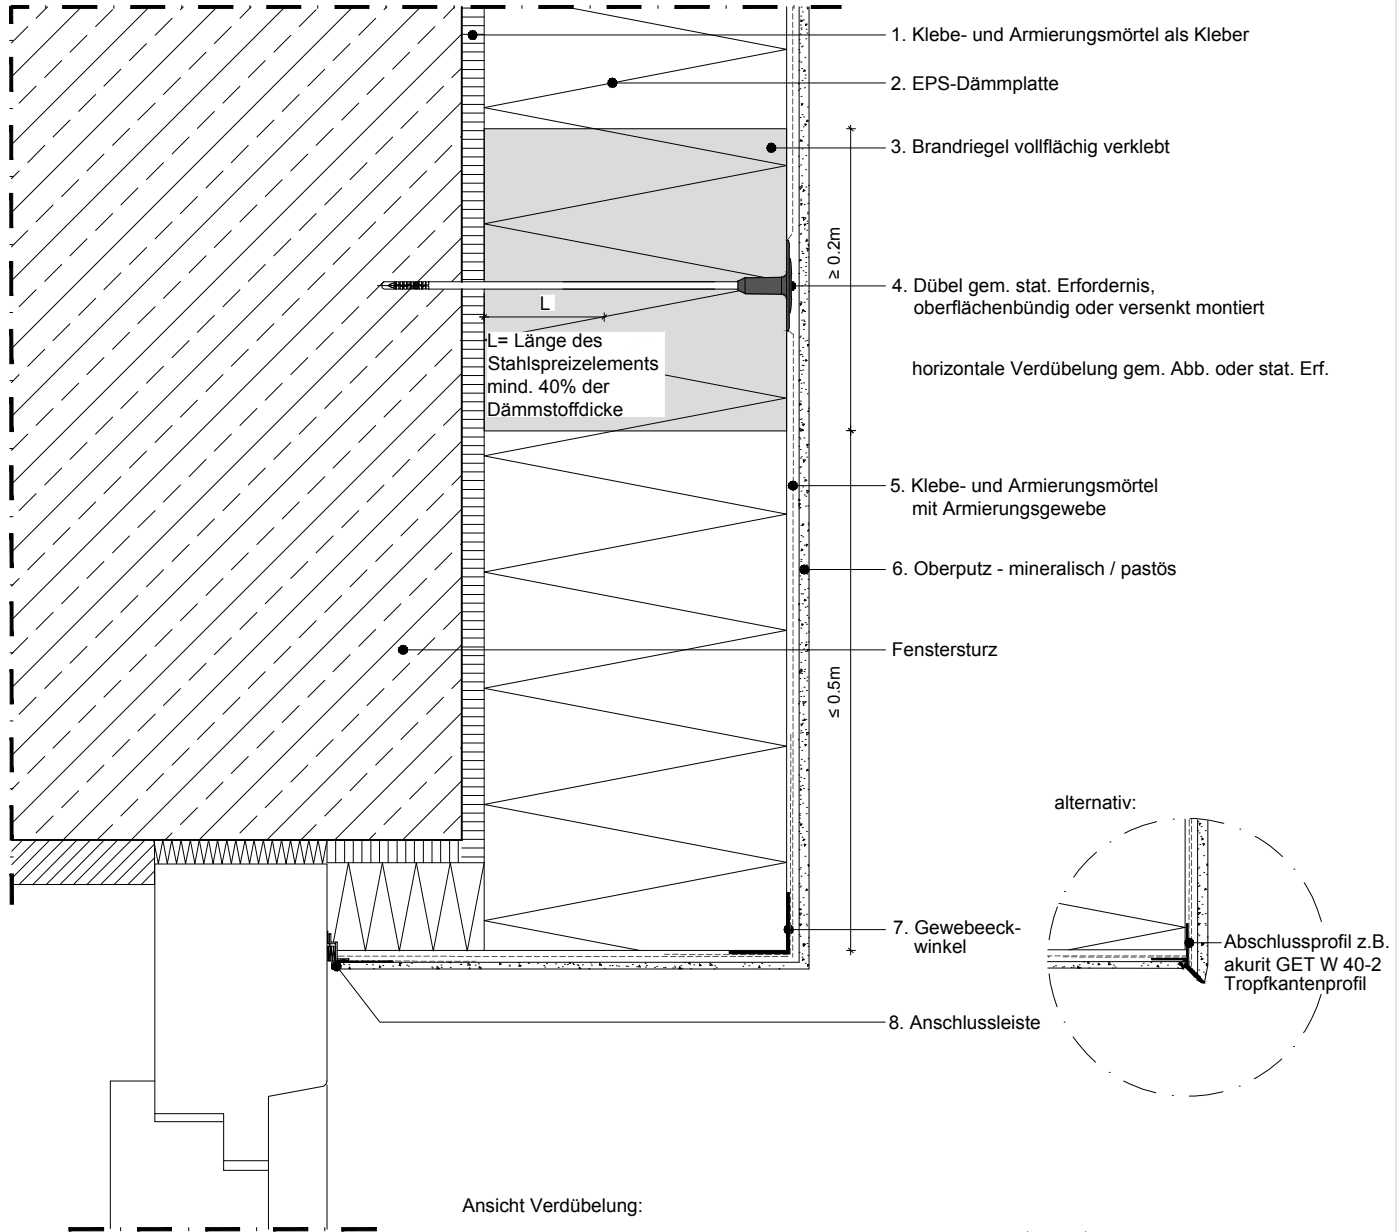 1. Klebe- und Armierungsmörtel als Kleber
2. EPS-Dämmplatte
3. Brandriegel vollflächig verklebt
≥ 0.2m
4. Dübel gem. stat. Erfordernis,
oberflächenbündig oder versenkt montiert
L
L= Länge des
Stahlspreizelements
mind. 40% der
Dämmstoffdicke
horizontale Verdübelung gem. Abb. oder stat. Erf.
5. Klebe- und Armierungsmörtel
mit Armierungsgewebe
6. Oberputz - mineralisch / pastös
Fenstersturz
≤ 0.5m
alternativ:
7. Gewebeeck-
winkel
Abschlussprofil z.B.
akurit GET W 40-2
Tropfkantenprofil
8. Anschlussleiste
Ansicht Verdübelung: